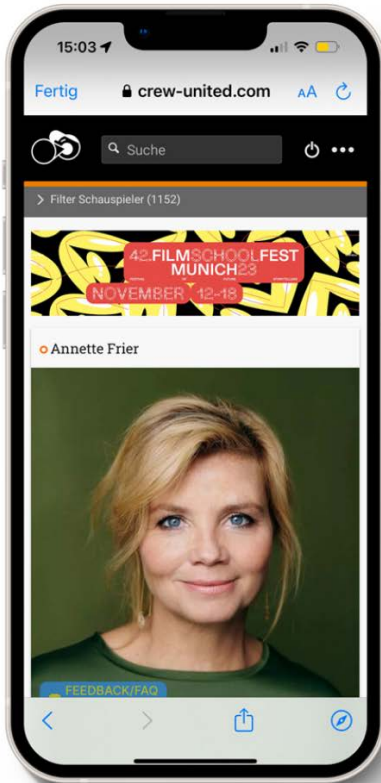 15:03
Fertig crew-united.com AA
Suche
Filter Schauspieler (1152)
42.FILMSCHOOLFEST
MUNICH23
NOVEMBER 12-18
Annette Frier
FEEDBACK/FAQ